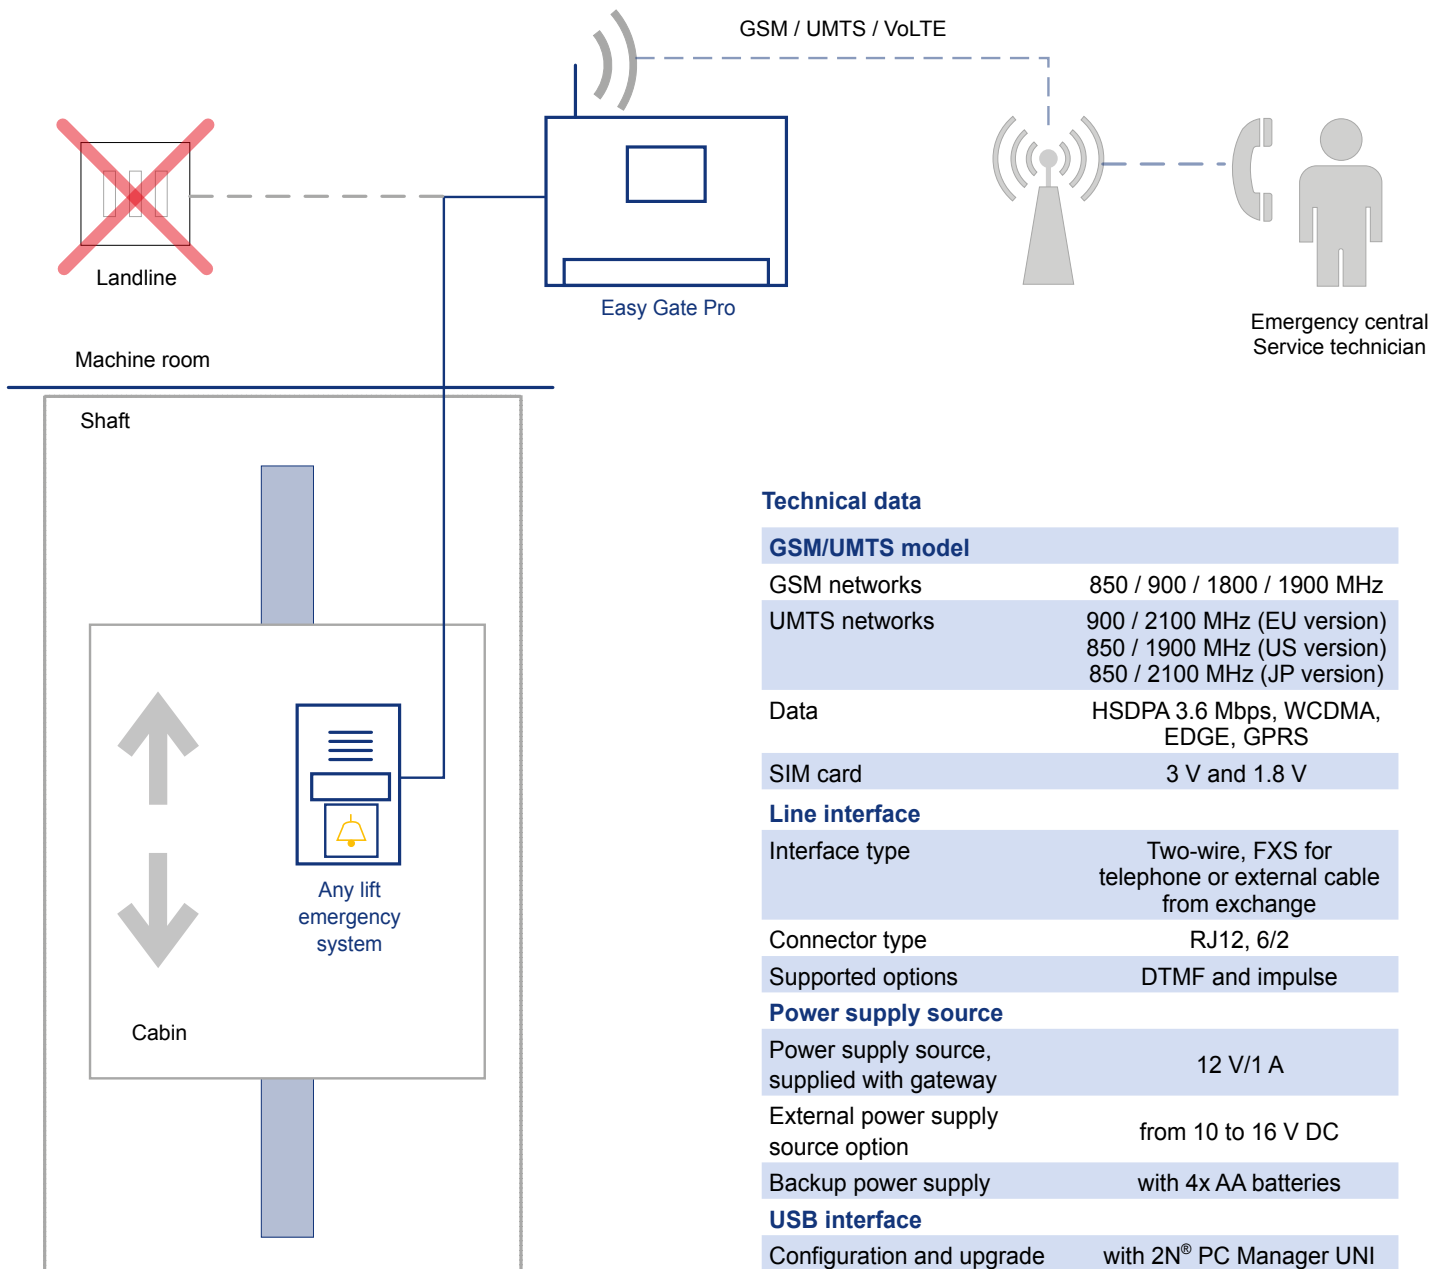 GSM / UMTS / VoLTE
Landline
Easy Gate Pro
Emergency central
Service technician
Machine room
Shaft
Any lift
emergency
system
Cabin
Technical data
GSM/UMTS model
GSM networks 850 / 900 / 1800 / 1900 MHz
UMTS networks 900 / 2100 MHz (EU version)
850 / 1900 MHz (US version)
850 / 2100 MHz (JP version)
Data HSDPA 3.6 Mbps, WCDMA,
EDGE, GPRS
SIM card 3 V and 1.8 V
Line interface
Interface type Two-wire, FXS for
telephone or external cable
from exchange
Connector type RJ12, 6/2
Supported options DTMF and impulse
Power supply source
Power supply source,
supplied with gateway 12 V/1 A
External power supply
source option from 10 to 16 V DC
Backup power supply with 4x AA batteries
USB interface
Configuration and upgrade with 2N® PC Manager UNI